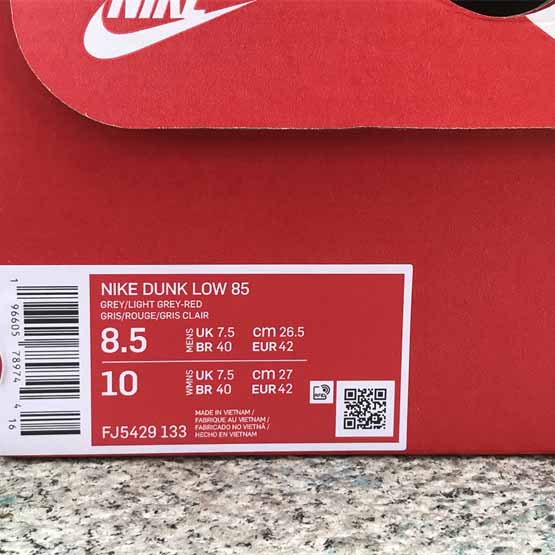 NIKE
NIKE DUNK LOW 85
GREY/LIGHT GREY-RED
GRIS/ROUGE/GRIS CLAIR
8.5 MENS UK 7.5 cm 26.5
BR 40 EUR 42
10 WMNS UK 7.5 cm 27
BR 40 EUR 42
RFID
MADE IN VIETNAM /
FABRIQUE AU VIETNAM /
FABRICADO NO VIETNÃ /
HECHO EN VIETNAM
FJ5429 133
1 96605 78974 4 16